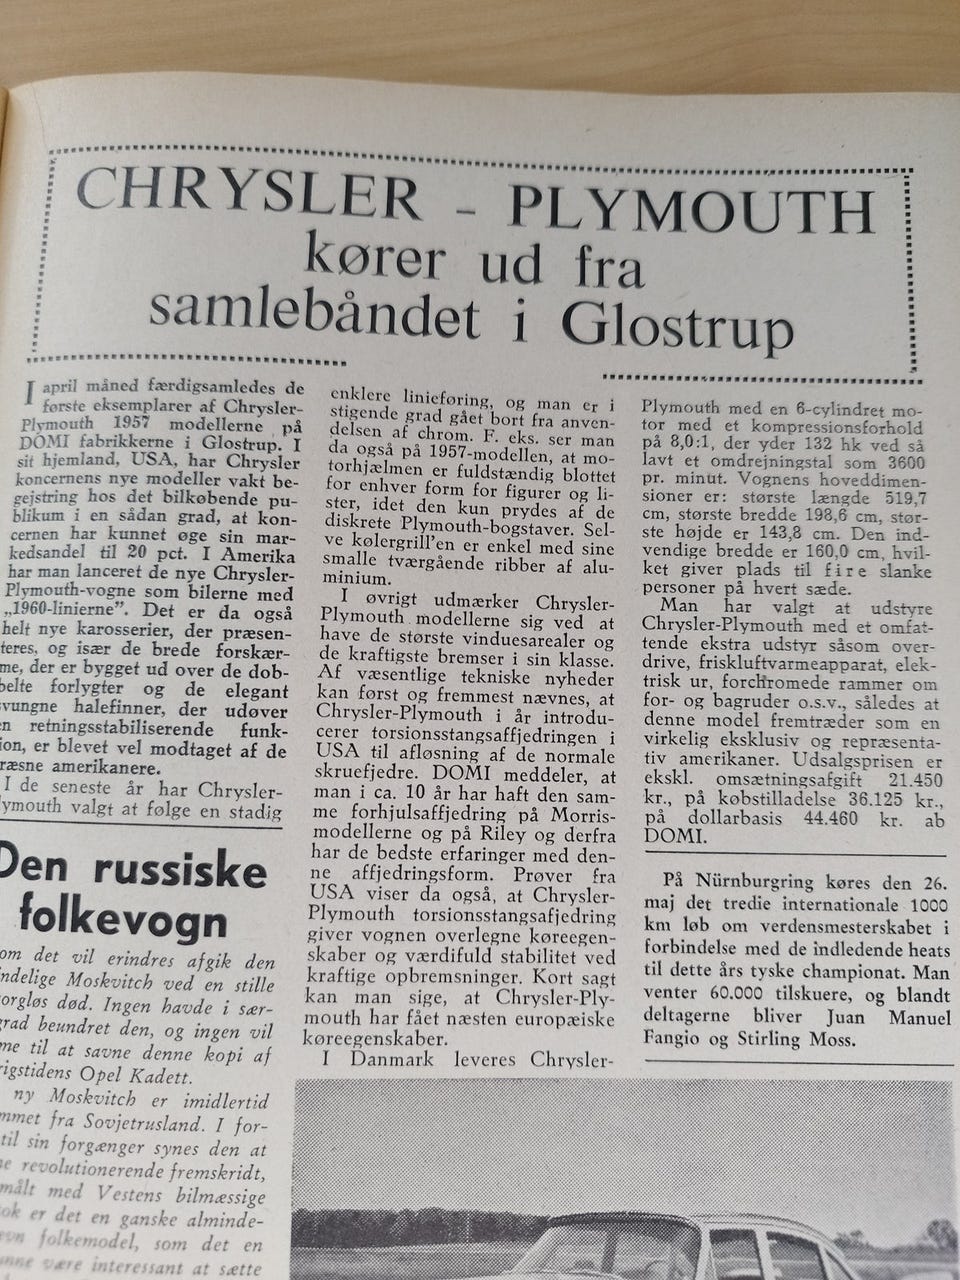 CHRYSLER - PLYMOUTH
kører ud fra
samlebåndet i Glostrup
I april måned færdigsamledes de
første eksemplarer af Chrysler-
Plymouth 1957 modellerne på
DOMI fabrikkerne i Glostrup. I
sit hjemland, USA, har Chrysler
koncernens nye modeller vakt be-
gejstring hos det bilkøbende pu-
blikum i en sådan grad, at kon-
cernen har kunnet øge sin mar-
kedsandel til 20 pct. I Amerika
har man lanceret de nye Chrysler-
Plymouth-vogne som bilerne med
„1960-linierne”. Det er da også
helt nye karosserier, der præsen-
teres, og især de brede forskær-
me, der er bygget ud over de dob-
belte forlygter og de elegant
svungne halefinner, der udøver
n retningsstabiliserende funk-
ion, er blevet vel modtaget af de
ræsne amerikanere.
I de seneste år har Chrysler-
lymouth valgt at følge en stadig
enklere linieføring, og man er i
stigende grad gået bort fra anven-
delsen af chrom. F. eks. ser man
da også på 1957-modellen, at mo-
torhjælmen er fuldstændig blottet
for enhver form for figurer og li-
ster, idet den kun prydes af de
diskrete Plymouth-bogstaver. Sel-
ve kølergrill'en er enkel med sine
smalle tværgående ribber af alu-
minium.
I øvrigt udmærker Chrysler-
Plymouth modellerne sig ved at
have de største vinduesarealer og
de kraftigste bremser i sin klasse.
Af væsentlige tekniske nyheder
kan først og fremmest nævnes, at
Chrysler-Plymouth i år introdu-
cerer torsionsstangsaffjedringen i
USA til afløsning af de normale
skruefjedre. DOMI meddeler, at
man i ca. 10 år har haft den sam-
me forhjulsaffjedring på Morris-
modellerne og på Riley og derfra
har de bedste erfaringer med den-
ne affjedringsform. Prøver fra
USA viser da også, at Chrysler-
Plymouth torsionsstangsafjedring
giver vognen overlegne køreegen-
skaber og værdifuld stabilitet ved
kraftige opbremsninger. Kort sagt
kan man sige, at Chrysler-Ply-
mouth har fået næsten europæiske
køreegenskaber.
I Danmark leveres Chrysler-
Plymouth med en 6-cylindret mo-
tor med et kompressionsforhold
på 8,0:1, der yder 132 hk ved så
lavt et omdrejningstal som 3600
pr. minut. Vognens hoveddimen-
sioner er: største længde 519,7
cm, største bredde 198,6 cm, stør-
ste højde er 143,8 cm. Den ind-
vendige bredde er 160,0 cm, hvil-
ket giver plads til fire slanke
personer på hvert sæde.
Man har valgt at udstyre
Chrysler-Plymouth med et omfat-
tende ekstra udstyr såsom over-
drive, friskluftvarmeapparat, elek-
trisk ur, forchromede rammer om
for- og bagruder o.s.v., således at
denne model fremtræder som en
virkelig eksklusiv og repræsenta-
tiv amerikaner. Udsalgsprisen er
ekskl. omsætningsafgift 21.450
kr., på købstilladelse 36.125 kr.,
på dollarbasis 44.460 kr. ab
DOMI.
På Nürnburgring køres den 26.
maj det tredie internationale 1000
km løb om verdensmesterskabet i
forbindelse med de indledende heats
til dette års tyske championat. Man
venter 60.000 tilskuere, og blandt
deltagerne bliver Juan Manuel
Fangio og Stirling Moss.
Den russiske
folkevogn
om det vil erindres afgik den
ndelige Moskvitch ved en stille
orgløs død. Ingen havde i sær-
grad beundret den, og ingen vil
me til at savne denne kopi af
rigstidens Opel Kadett.
ny Moskvitch er imidlertid
mmet fra Sovjetrusland. I for-
til sin forgænger synes den at
e revolutionerende fremskridt,
målt med Vestens bilmæssige
ok er det en ganske alminde-
evn folkemodel, som det en
nne være interessant at sætte